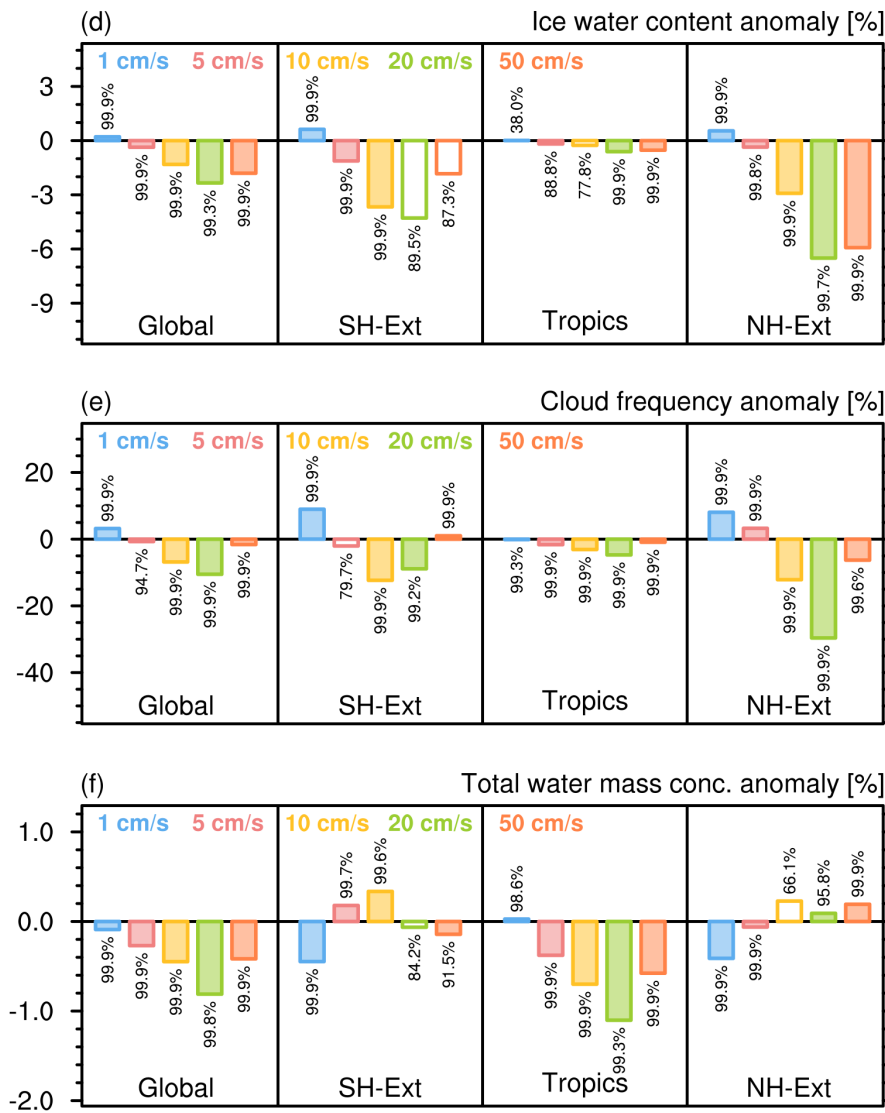 (d) Ice water content anomaly [%]
1 cm/s 5 cm/s 10 cm/s 20 cm/s 50 cm/s
3
0
-3
-6
-9
99.9% 99.9% 99.9% 99.3% 99.9%
99.9% 99.9% 99.9% 89.5% 87.3%
38.0% 88.8% 77.8% 99.9% 99.9%
99.9% 99.8% 99.9% 99.7% 99.9%
Global SH-Ext Tropics NH-Ext
(e) Cloud frequency anomaly [%]
1 cm/s 5 cm/s 10 cm/s 20 cm/s 50 cm/s
20
0
-20
-40
99.9% 94.7% 99.9% 99.9% 99.9%
99.9% 79.7% 99.9% 99.2% 99.9%
99.3% 99.9% 99.9% 99.9% 99.9%
99.9% 99.9% 99.9% 99.9% 99.6%
Global SH-Ext Tropics NH-Ext
(f) Total water mass conc. anomaly [%]
1 cm/s 5 cm/s 10 cm/s 20 cm/s 50 cm/s
1.0
0.0
-1.0
-2.0
99.9% 99.9% 99.9% 99.8% 99.9%
99.9% 99.7% 99.6% 84.2% 91.5%
98.6% 99.9% 99.9% 99.3% 99.9%
99.9% 99.9% 66.1% 95.8% 99.9%
Global SH-Ext Tropics NH-Ext